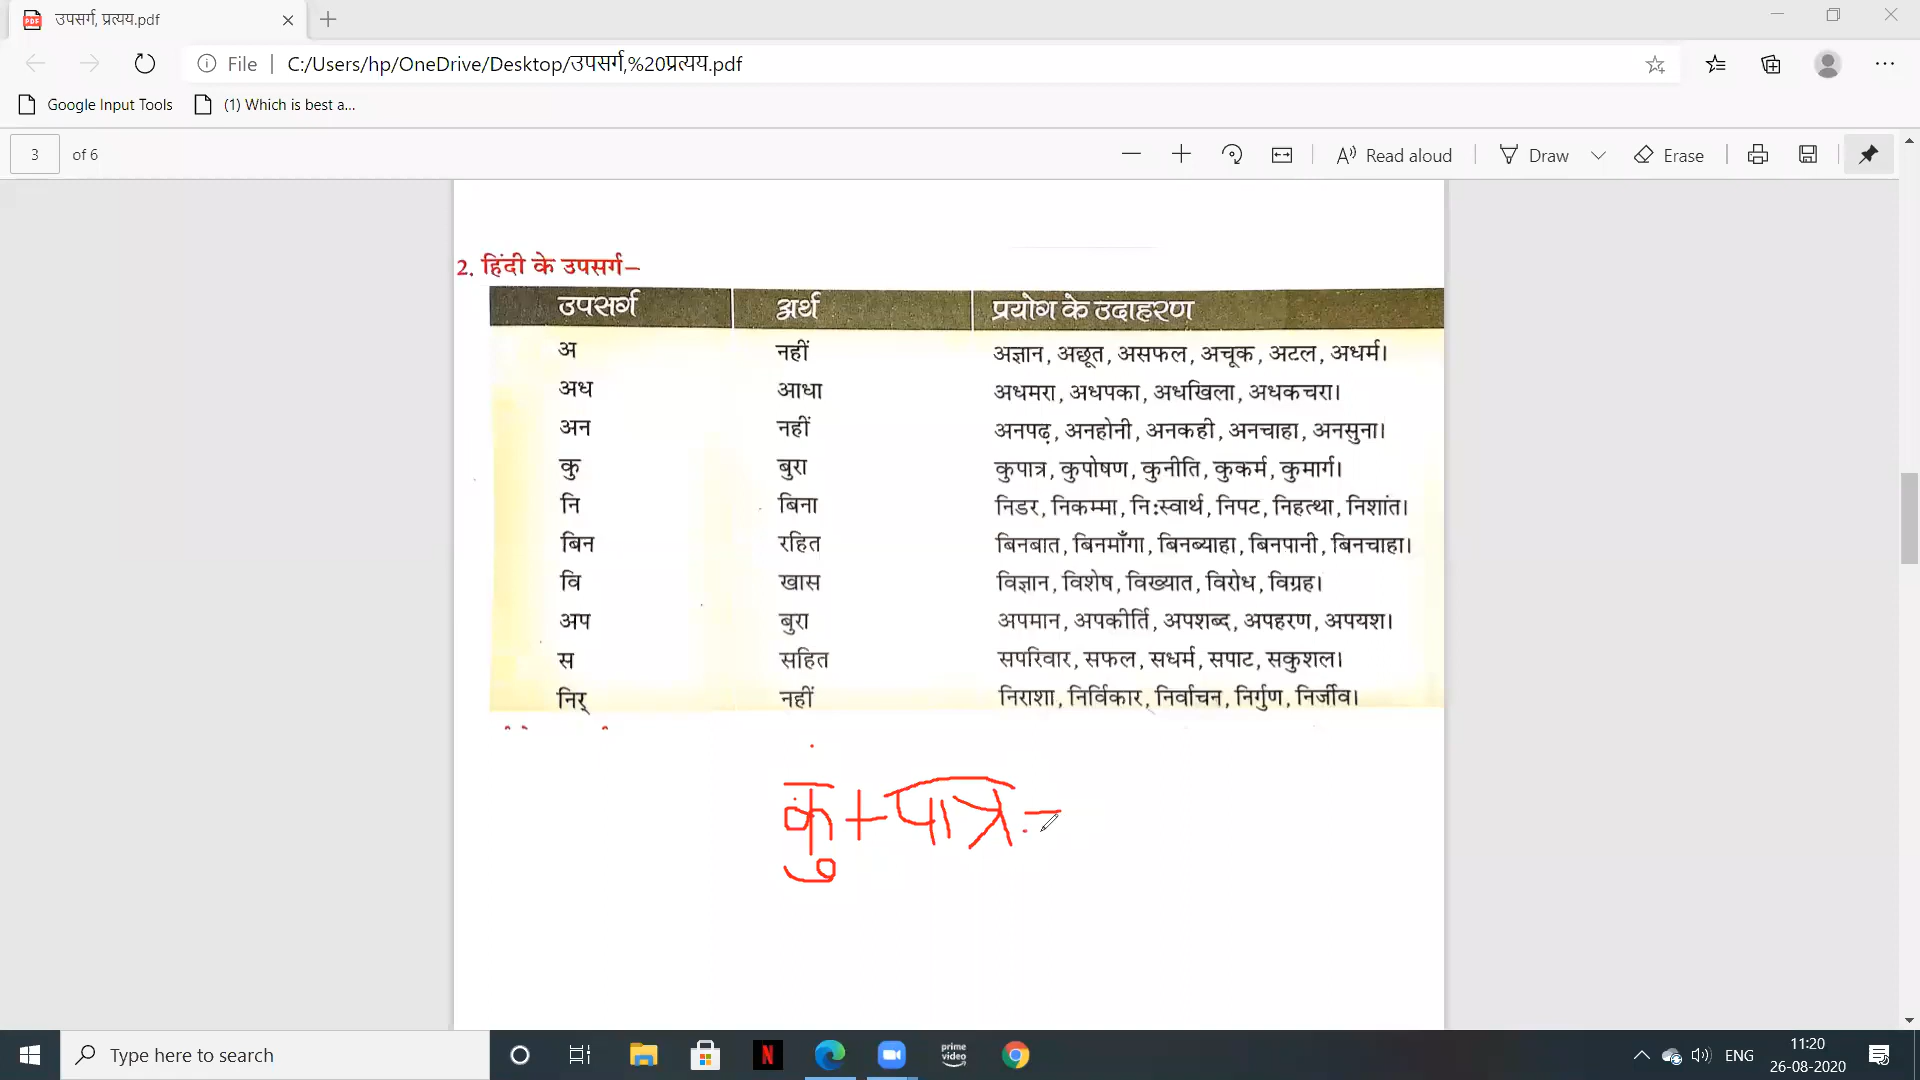 उपसर्ग, प्रत्यय.pdf
File C:/Users/hp/OneDrive/Desktop/उपसर्ग,%20प्रत्यय.pdf
Google Input Tools (1) Which is best a...
3 of 6 Read aloud Draw Erase
2. हिंदी के उपसर्ग–
उपसर्ग अर्थ प्रयोग के उदाहरण
अ नहीं अज्ञान, अछूत, असफल, अचूक, अटल, अधर्म।
अध आधा अधमरा, अधपका, अधखिला, अधकचरा।
अन नहीं अनपढ़, अनहोनी, अनकही, अनचाहा, अनसुना।
कु बुरा कुपात्र, कुपोषण, कुनीति, कुकर्म, कुमार्ग।
नि बिना निडर, निकम्मा, नि:स्वार्थ, निपट, निहत्था, निशांत।
बिन रहित बिनबात, बिनमाँगा, बिनब्याहा, बिनपानी, बिनचाहा।
वि खास विज्ञान, विशेष, विख्यात, विरोध, विग्रह।
अप बुरा अपमान, अपकीर्ति, अपशब्द, अपहरण, अपयश।
स सहित सपरिवार, सफल, सधर्म, सपाट, सकुशल।
निर् नहीं निराशा, निर्विकार, निर्वाचन, निर्गुण, निर्जीव।
कु + पात्र =
Type here to search prime video ENG 11:20
26-08-2020